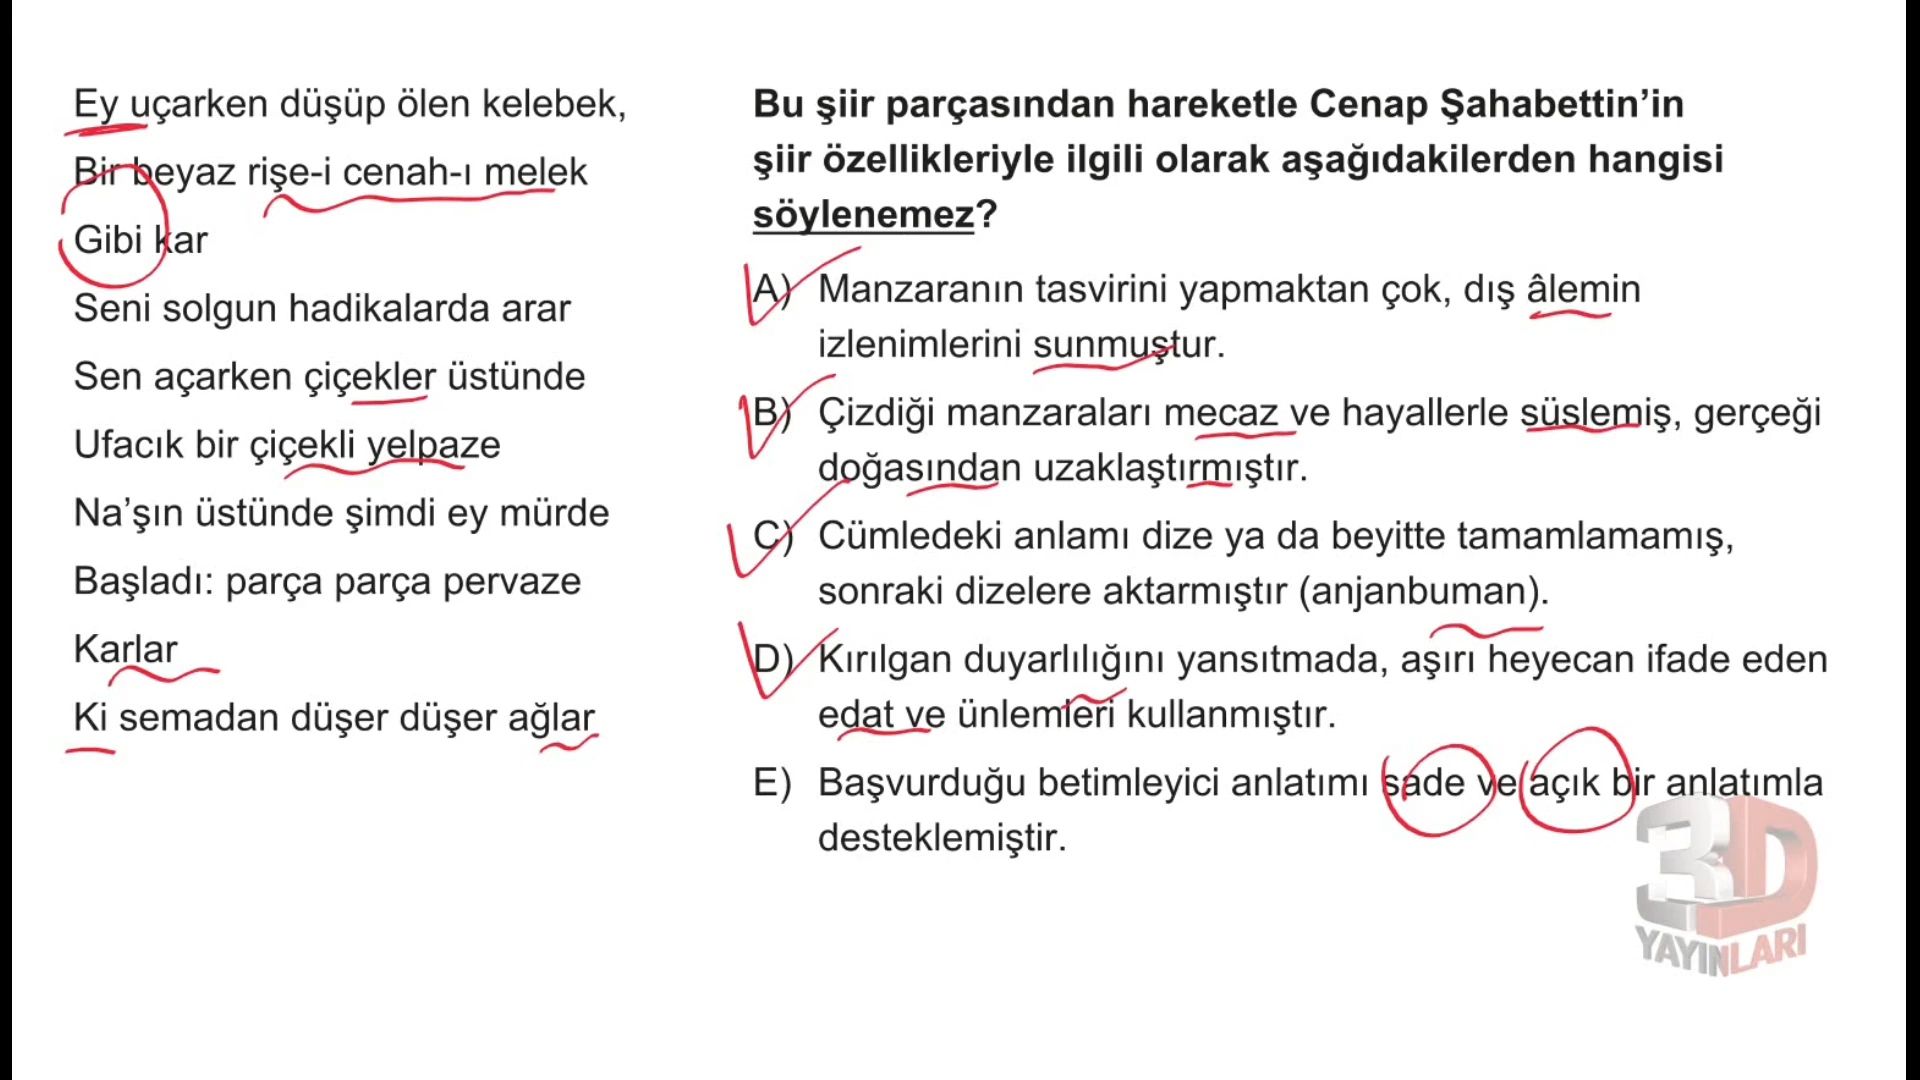 Ey uçarken düşüp ölen kelebek,
Bir beyaz rişe-i cenah-ı melek
Gibi kar
Seni solgun hadikalarda arar
Sen açarken çiçekler üstünde
Ufacık bir çiçekli yelpaze
Na’şın üstünde şimdi ey mürde
Başladı: parça parça pervaze
Karlar
Ki semadan düşer düşer ağlar
Bu şiir parçasından hareketle Cenap Şahabettin’in
şiir özellikleriyle ilgili olarak aşağıdakilerden hangisi
söylenemez?
A) Manzaranın tasvirini yapmaktan çok, dış âlemin
izlenimlerini sunmuştur.
B) Çizdiği manzaraları mecaz ve hayallerle süslemiş, gerçeği
doğasından uzaklaştırmıştır.
C) Cümledeki anlamı dize ya da beyitte tamamlamamış,
sonraki dizelere aktarmıştır (anjanbuman).
D) Kırılgan duyarlılığını yansıtmada, aşırı heyecan ifade eden
edat ve ünlemleri kullanmıştır.
E) Başvurduğu betimleyici anlatımı sade ve açık bir anlatımla
desteklemiştir.
3D
YAYINLARI